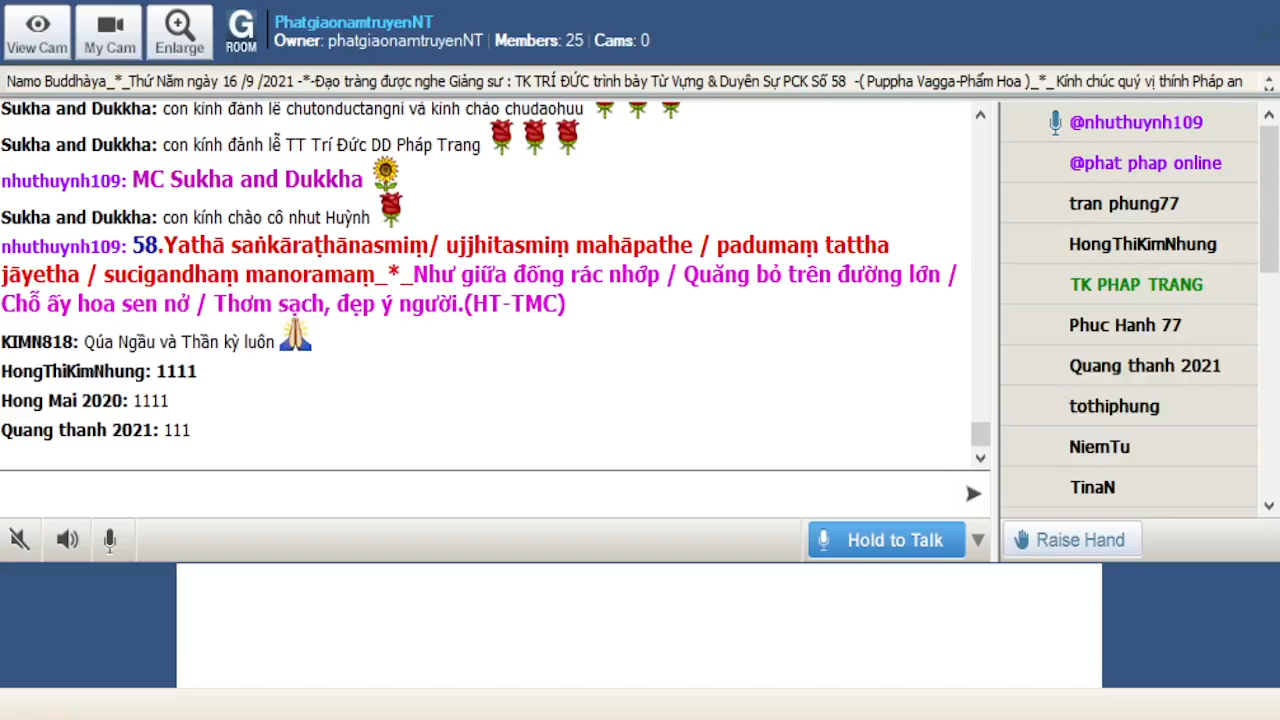 View Cam
My Cam
Enlarge
G
ROOM
PhatgiaonamtruyenNT
Owner: phatgiaonamtruyenNT | Members: 25 | Cams: 0
Namo Buddhàya_*_Thứ Năm ngày 16 /9 /2021 -*-Đạo tràng được nghe Giảng sư : TK TRÍ ĐỨC trình bày Từ Vựng & Duyên Sự PCK Số 58 -( Puppha Vagga-Phẩm Hoa )_*_Kính chúc quý vị thính Pháp an
Sukha and Dukkha: con kính đảnh lễ chutonductangni và kính chào chudaohuu
Sukha and Dukkha: con kính đảnh lễ TT Trí Đức DD Pháp Trang
nhuthuynh109: MC Sukha and Dukkha
Sukha and Dukkha: con kính chào cô nhut Huỳnh
nhuthuynh109: 58.Yathā saṅkāraṭhānasmiṃ/ ujjhitasmiṃ mahāpathe / padumaṃ tattha
jāyetha / sucigandhaṃ manoramaṃ_*_Như giữa đống rác nhớp / Quăng bỏ trên đường lớn /
Chỗ ấy hoa sen nở / Thơm sạch, đẹp ý người.(HT-TMC)
KIMN818: Qúa Ngầu và Thần kỳ luôn
HongThiKimNhung: 1111
Hong Mai 2020: 1111
Quang thanh 2021: 111
@nhuthuynh109
@phat phap online
tran phung77
HongThiKimNhung
TK PHAP TRANG
Phuc Hanh 77
Quang thanh 2021
tothiphung
NiemTu
TinaN
Hold to Talk
Raise Hand